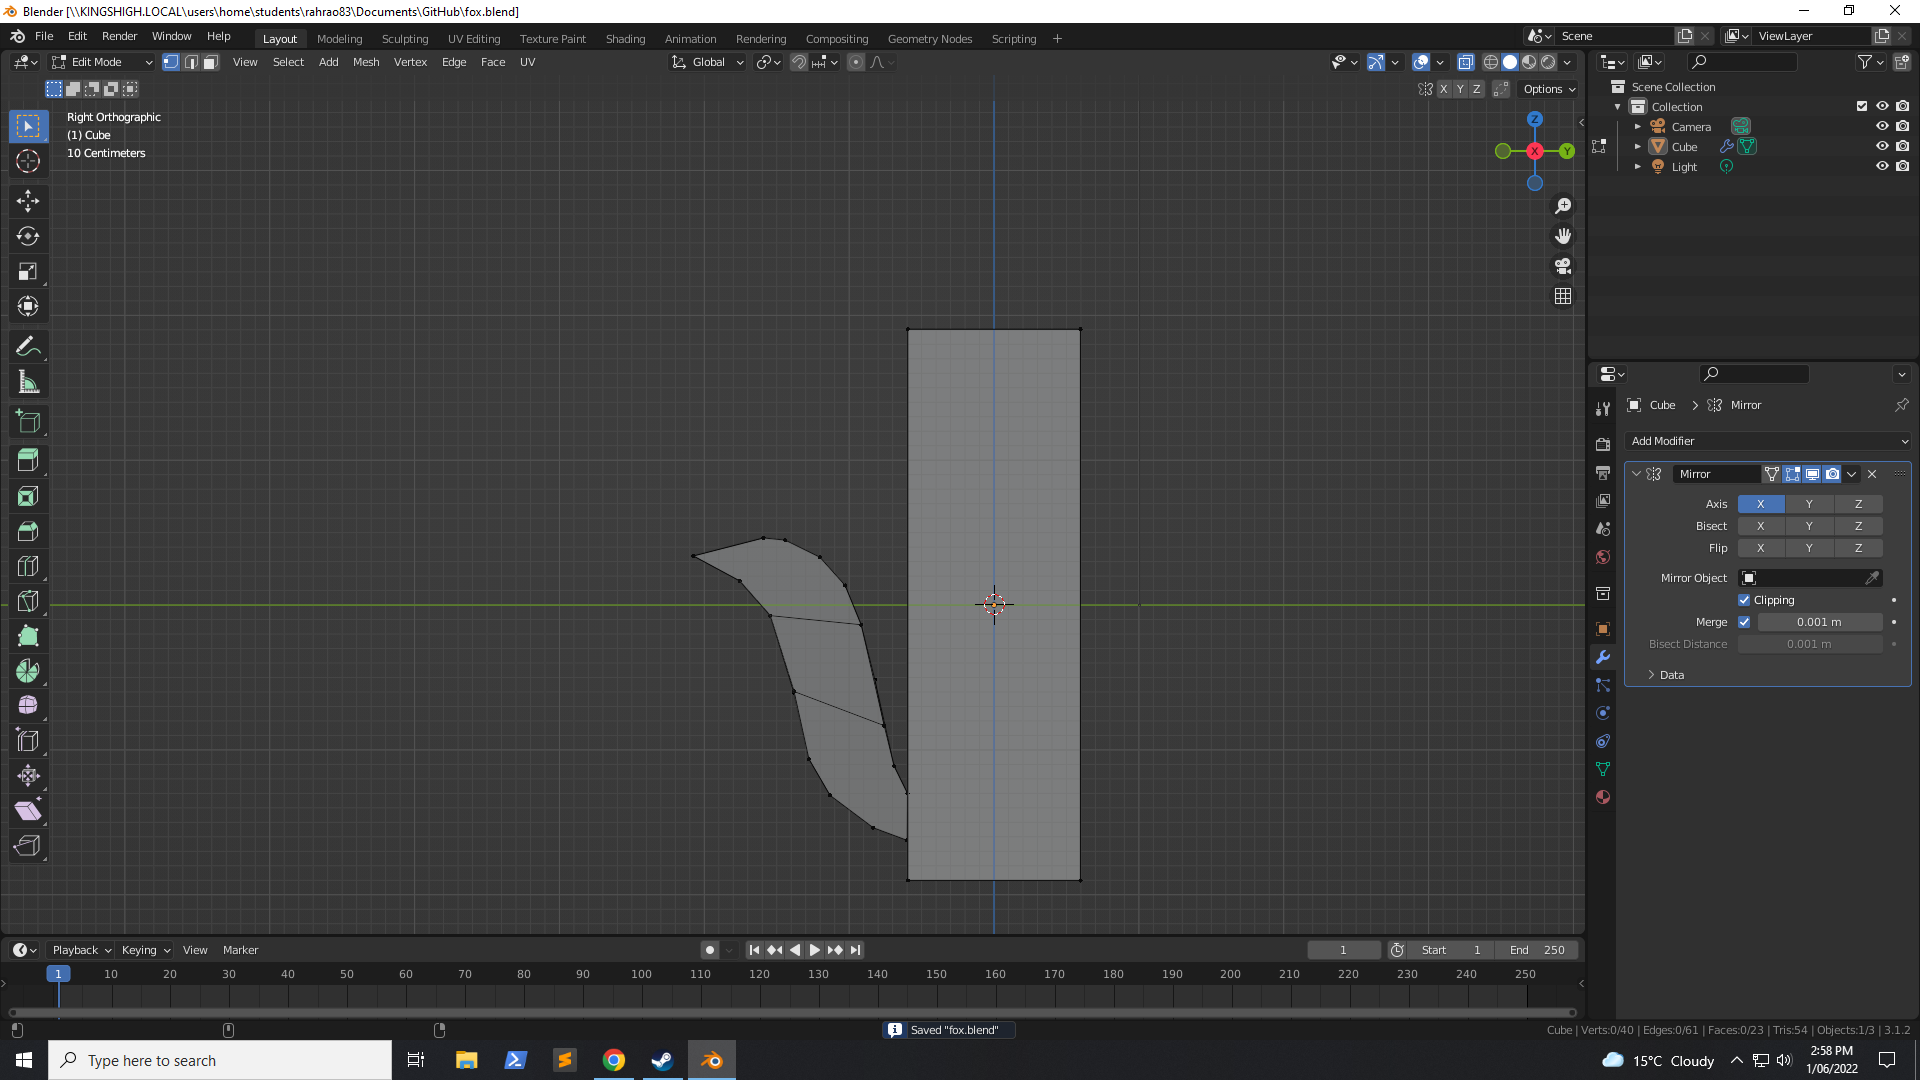 Blender [\\KINGSHIGH.LOCAL\users\home\students\rahrao83\Documents\GitHub\fox.blend]
File Edit Render Window Help Layout Modeling Sculpting UV Editing Texture Paint Shading Animation Rendering Compositing Geometry Nodes Scripting + Scene ViewLayer
Edit Mode View Select Add Mesh Vertex Edge Face UV Global
X Y Z Options
Right Orthographic
(1) Cube
10 Centimeters
Z
X
Y
Scene Collection
Collection
Camera
Cube
Light
Cube > Mirror
Add Modifier
Mirror
Axis X Y Z
Bisect X Y Z
Flip X Y Z
Mirror Object
Clipping
Merge 0.001 m
Bisect Distance 0.001 m
Data
Playback Keying View Marker 1 Start 1 End 250
1 10 20 30 40 50 60 70 80 90 100 110 120 130 140 150 160 170 180 190 200 210 220 230 240 250
Saved "fox.blend"
Cube | Verts:0/40 | Edges:0/61 | Faces:0/23 | Tris:54 | Objects:1/3 | 3.1.2
Type here to search
15°C Cloudy
2:58 PM
1/06/2022